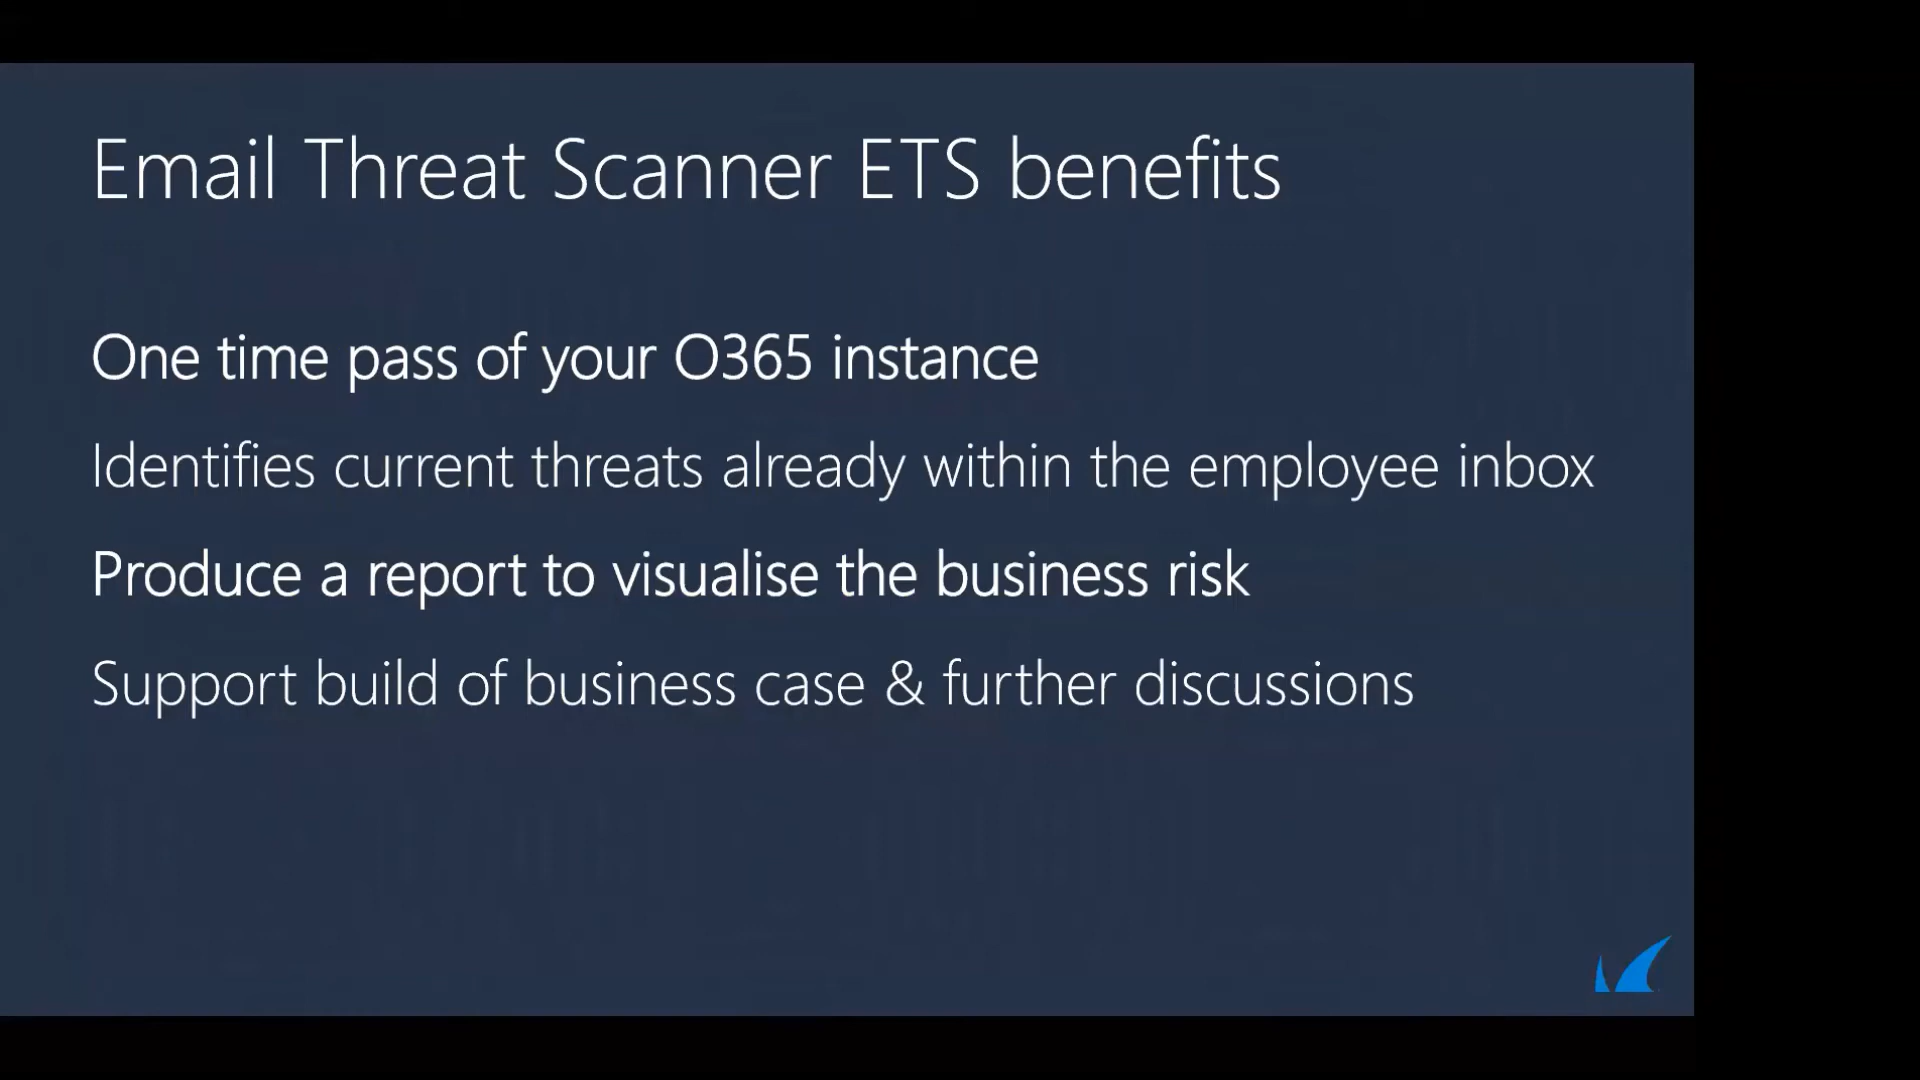 Email Threat Scanner ETS benefits
One time pass of your O365 instance
Identifies current threats already within the employee inbox
Produce a report to visualise the business risk
Support build of business case & further discussions